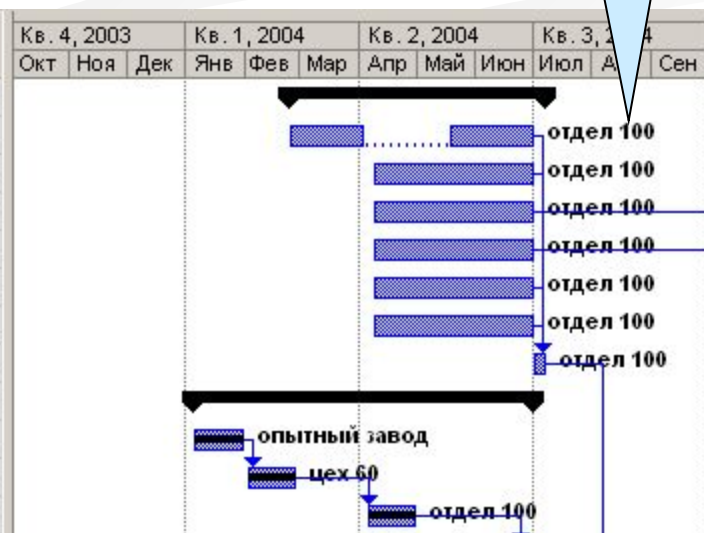 Кв. 4, 2003 Кв. 1, 2004 Кв. 2, 2004 Кв. 3,
Окт Ноя Дек Янв Фев Мар Апр Май Июн Июл Сен
отдел 100
отдел 100
отдел 100
отдел 100
отдел 100
отдел 100
отдел 100
опытный завод
цех 60
отдел 100